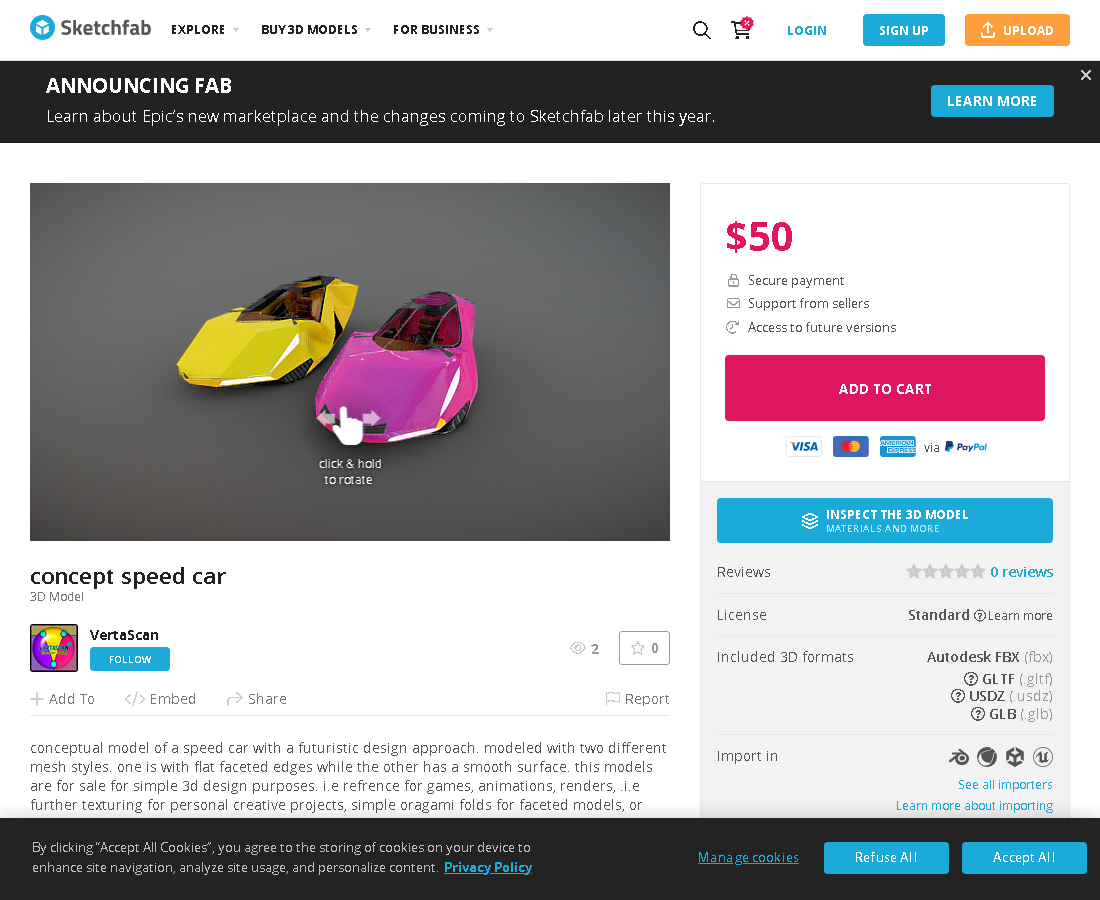 Sketchfab
EXPLORE
BUY 3D MODELS
FOR BUSINESS
LOGIN
SIGN UP
UPLOAD
ANNOUNCING FAB
Learn about Epic's new marketplace and the changes coming to Sketchfab later this year.
LEARN MORE
click & hold
to rotate
$50
Secure payment
Support from sellers
Access to future versions
ADD TO CART
VISA
AMERICAN EXPRESS
via PayPal
INSPECT THE 3D MODEL
MATERIALS AND MORE
Reviews
0 reviews
License
Standard Learn more
Included 3D formats
Autodesk FBX (fbx)
GLTF (.gltf)
USDZ (.usdz)
GLB (.glb)
Import in
See all importers
Learn more about importing
concept speed car
3D Model
VertaScan
FOLLOW
2
0
Add To
Embed
Share
Report
conceptual model of a speed car with a futuristic design approach. modeled with two different
mesh styles. one is with flat faceted edges while the other has a smooth surface. this models
are for sale for simple 3d design purposes. i.e refrence for games, animations, renders, .i.e
further texturing for personal creative projects, simple oragami folds for faceted models, or
By clicking "Accept All Cookies", you agree to the storing of cookies on your device to
enhance site navigation, analyze site usage, and personalize content. Privacy Policy
Manage cookies
Refuse All
Accept All